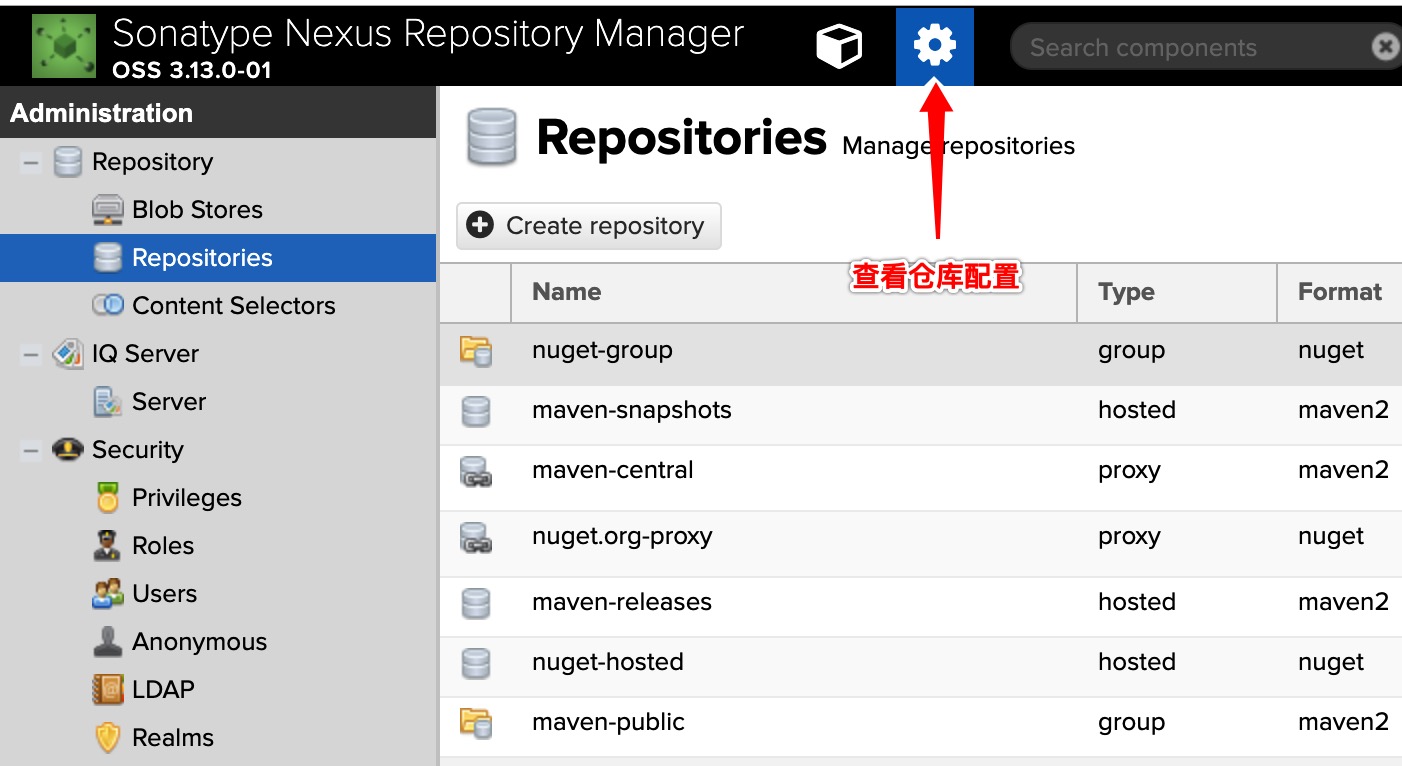 Sonatype Nexus Repository Manager
OSS 3.13.0-01
Search components
Administration
Repository
Blob Stores
Repositories
Content Selectors
IQ Server
Server
Security
Privileges
Roles
Users
Anonymous
LDAP
Realms
Repositories Manage repositories
Create repository
查看仓库配置
Name Type Format
nuget-group group nuget
maven-snapshots hosted maven2
maven-central proxy maven2
nuget.org-proxy proxy nuget
maven-releases hosted maven2
nuget-hosted hosted nuget
maven-public group maven2